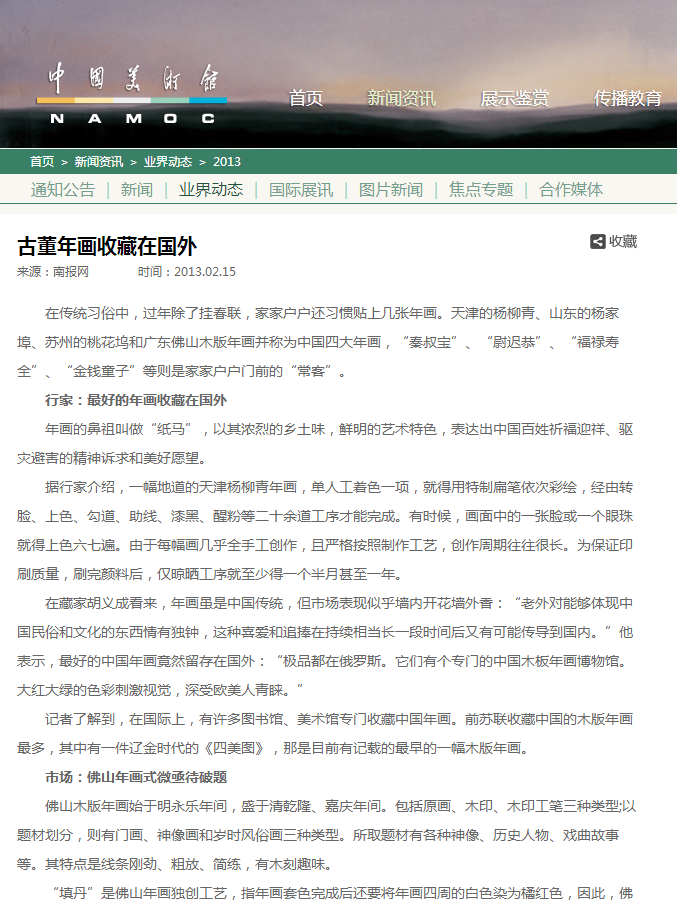 中国美术馆
NAMOC
首页 新闻资讯 展示鉴赏 传播教育
首页 > 新闻资讯 > 业界动态 > 2013
通知公告 | 新闻 | 业界动态 | 国际展讯 | 图片新闻 | 焦点专题 | 合作媒体
古董年画收藏在国外
收藏
来源：南报网 时间：2013.02.15
在传统习俗中，过年除了挂春联，家家户户还习惯贴上几张年画。天津的杨柳青、山东的杨家
埠、苏州的桃花坞和广东佛山木版年画并称为中国四大年画，“秦叔宝”、“尉迟恭”、“福禄寿
全”、“金钱童子”等则是家家户户门前的“常客”。
行家：最好的年画收藏在国外
年画的鼻祖叫做“纸马”，以其浓烈的乡土味，鲜明的艺术特色，表达出中国百姓祈福迎祥、驱
灾避害的精神诉求和美好愿望。
据行家介绍，一幅地道的天津杨柳青年画，单人工着色一项，就得用特制扁笔依次彩绘，经由转
脸、上色、勾道、助线、漆黑、醒粉等二十余道工序才能完成。有时候，画面中的一张脸或一个眼珠
就得上色六七遍。由于每幅画几乎全手工创作，且严格按照制作工艺，创作周期往往很长。为保证印
刷质量，刷完颜料后，仅晾晒工序就至少得一个半月甚至一年。
在藏家胡义成看来，年画虽是中国传统，但市场表现似乎墙内开花墙外香：“老外对能够体现中
国民俗和文化的东西情有独钟，这种喜爱和追捧在持续相当长一段时间后又有可能传导到国内。”他
表示，最好的中国年画竟然留存在国外：“极品都在俄罗斯。它们有个专门的中国木板年画博物馆。
大红大绿的色彩刺激视觉，深受欧美人青睐。”
记者了解到，在国际上，有许多图书馆、美术馆专门收藏中国年画。前苏联收藏中国的木版年画
最多，其中有一件辽金时代的《四美图》，那是目前有记载的最早的一幅木版年画。
市场：佛山年画式微亟待破题
佛山木版年画始于明永乐年间，盛于清乾隆、嘉庆年间。包括原画、木印、木印工笔三种类型;以
题材划分，则有门画、神像画和岁时风俗画三种类型。所取题材有各种神像、历史人物、戏曲故事
等。其特点是线条刚劲、粗放、简练，有木刻趣味。
“填丹”是佛山年画独创工艺，指年画套色完成后还要将年画四周的白色染为橘红色，因此，佛